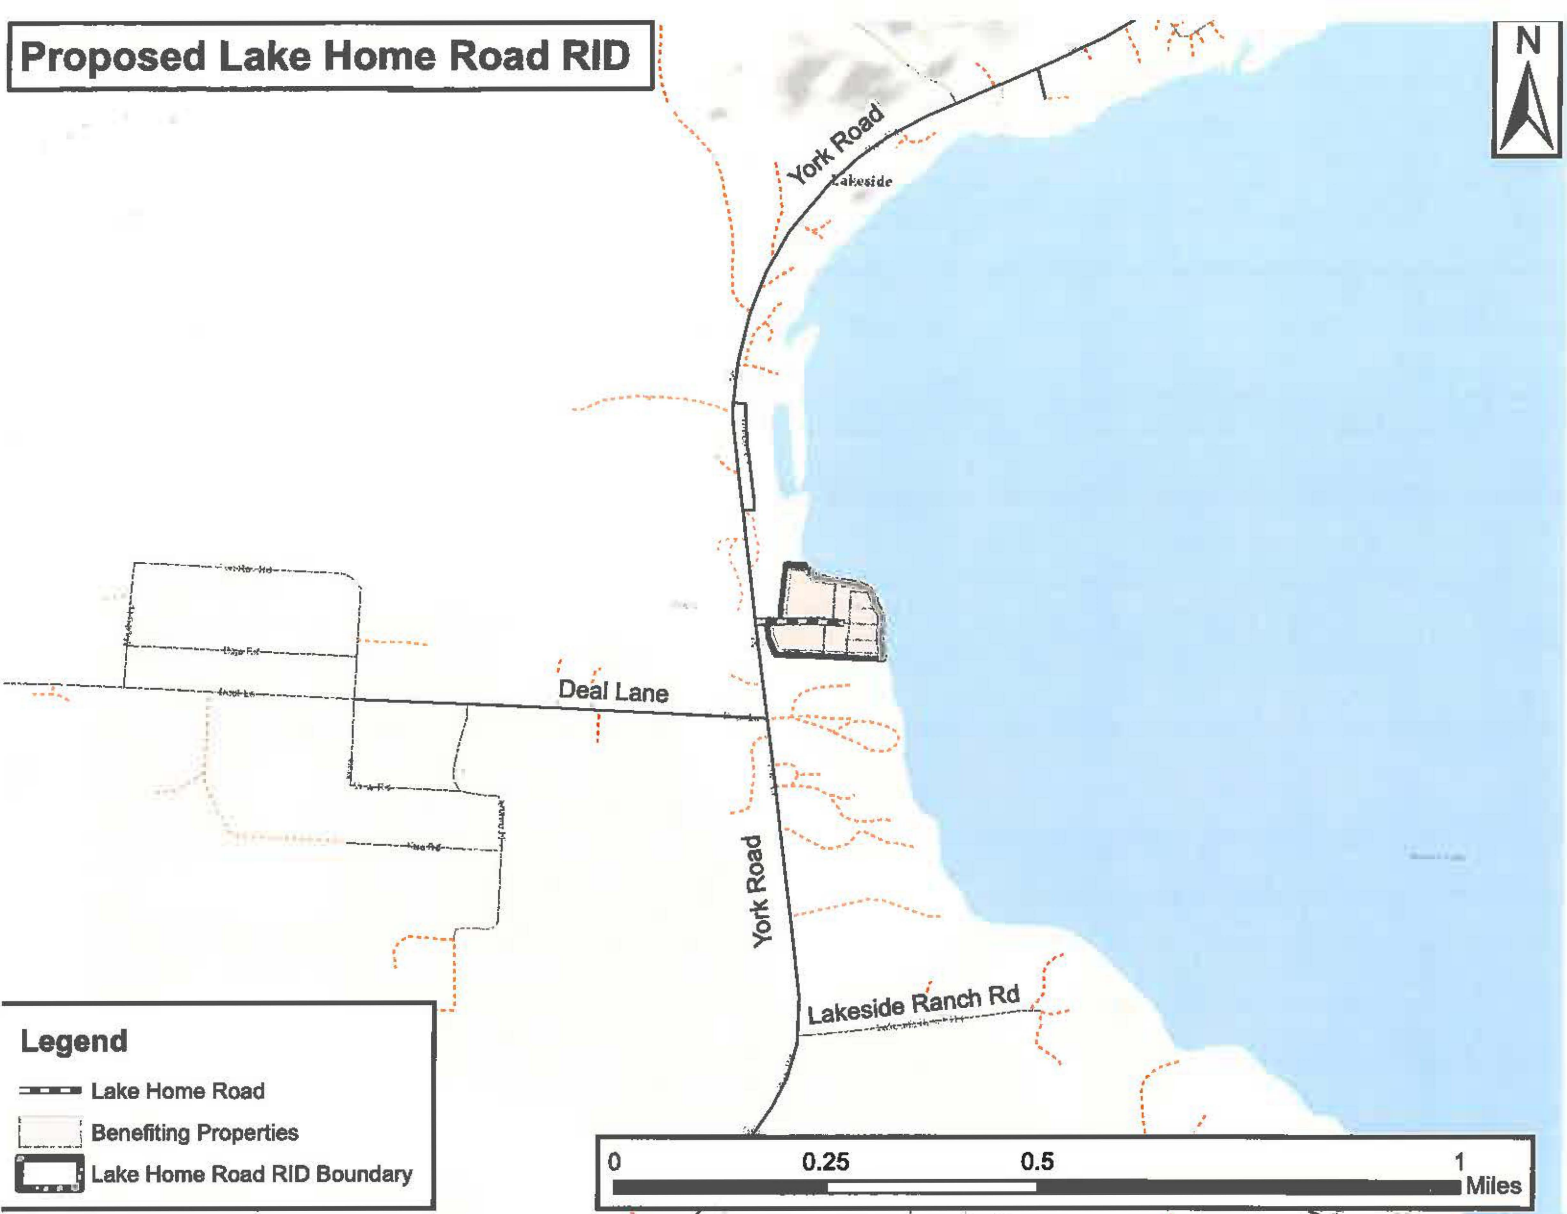 Proposed Lake Home Road RID
N
York Road
Lakeside
Deal Lane
York Road
Lakeside Ranch Rd
Legend
Lake Home Road
Benefiting Properties
Lake Home Road RID Boundary
0 0.25 0.5 1
Miles